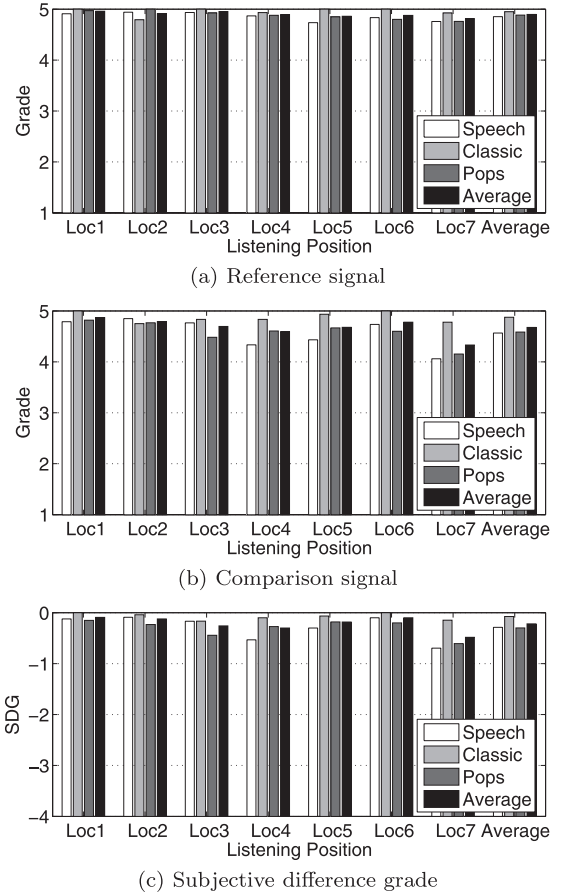 5
4
3
2
1
Grade
Speech
Classic
Pops
Average
Loc1 Loc2 Loc3 Loc4 Loc5 Loc6 Loc7 Average
Listening Position
(a) Reference signal
5
4
3
2
1
Grade
Speech
Classic
Pops
Average
Loc1 Loc2 Loc3 Loc4 Loc5 Loc6 Loc7 Average
Listening Position
(b) Comparison signal
0
−1
−2
−3
−4
SDG
Speech
Classic
Pops
Average
Loc1 Loc2 Loc3 Loc4 Loc5 Loc6 Loc7 Average
Listening Position
(c) Subjective difference grade